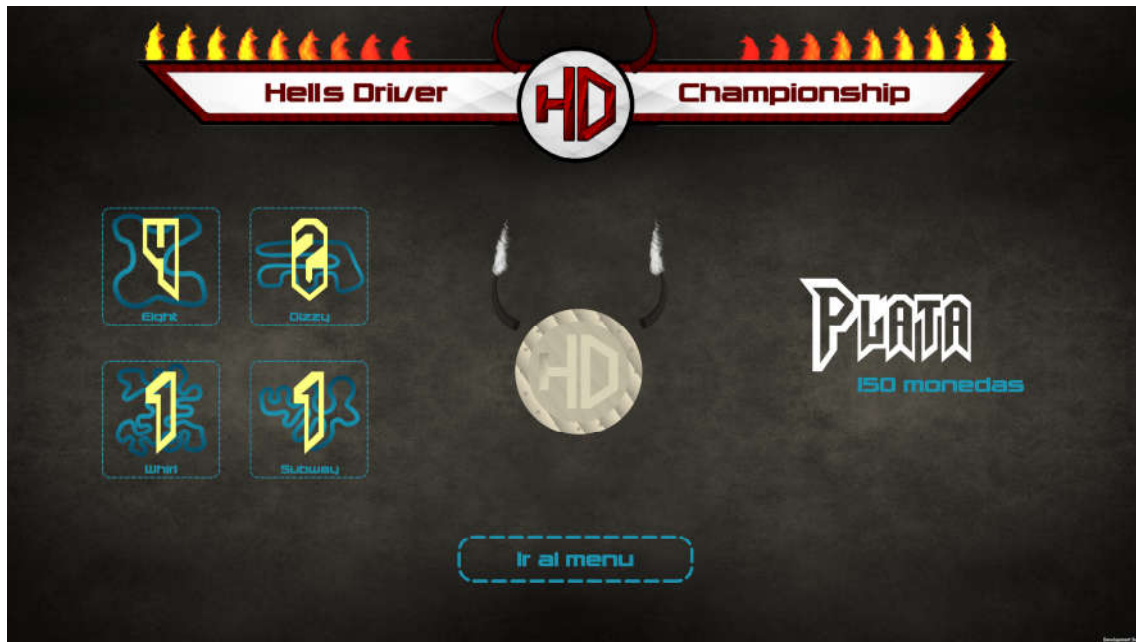 Hells Driver HD Championship
4 2
Eight Dizzy
1 1
Whirl Subway
HD
PLATA
150 monedas
Ir al menu